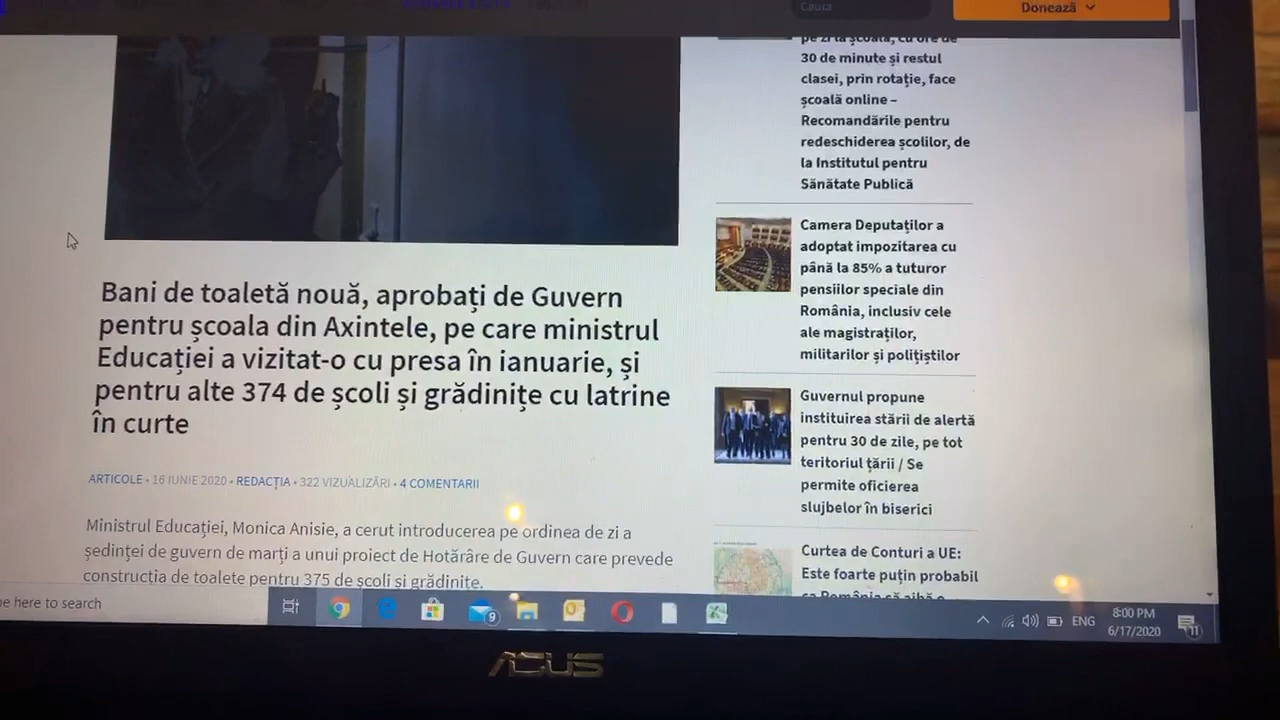 Caută
Donează
pe zi la școală, cu ore de
30 de minute și restul
clasei, prin rotație, face
școală online –
Recomandările pentru
redeschiderea școlilor, de
la Institutul pentru
Sănătate Publică
Camera Deputaților a
adoptat impozitarea cu
până la 85% a tuturor
pensiilor speciale din
România, inclusiv cele
ale magistraților,
militarilor și polițiștilor
Guvernul propune
instituirea stării de alertă
pentru 30 de zile, pe tot
teritoriul țării / Se
permite oficierea
slujbelor în biserici
Curtea de Conturi a UE:
Este foarte puțin probabil
ca România să aibă o
Bani de toaletă nouă, aprobați de Guvern
pentru școala din Axintele, pe care ministrul
Educației a vizitat-o cu presa în ianuarie, și
pentru alte 374 de școli și grădinițe cu latrine
în curte
ARTICOLE • 16 IUNIE 2020 • REDACȚIA • 322 VIZUALIZĂRI • 4 COMENTARII
Ministrul Educației, Monica Anisie, a cerut introducerea pe ordinea de zi a
ședinței de guvern de marți a unui proiect de Hotărâre de Guvern care prevede
construcția de toalete pentru 375 de școli și grădinițe.
e here to search
9
ENG
8:00 PM
6/17/2020
11
ASUS